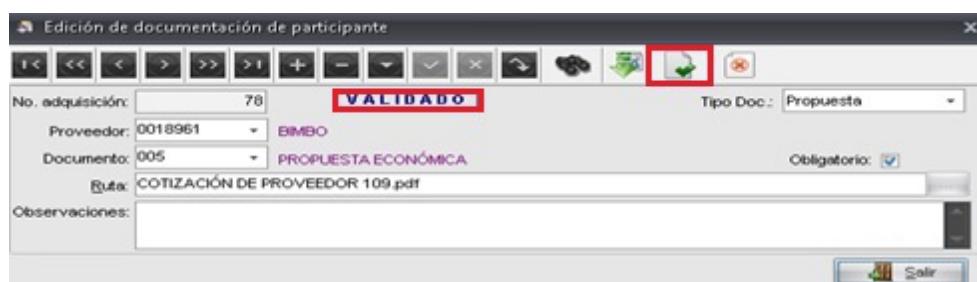 Edición de documentación de participante
No. adquisición: 78 VALIDADO Tipo Doc.: Propuesta
Proveedor: 0018961 BIMBO
Documento: 005 PROPUESTA ECONÓMICA Obligatorio:
Ruta: COTIZACIÓN DE PROVEEDOR 109.pdf
Observaciones:
Salir